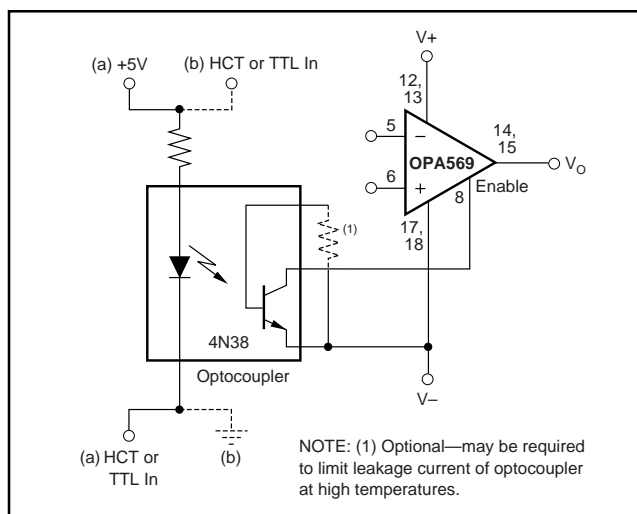 V+
(a) +5V
(b) HCT or TTL In
12,
13
5
–
14,
15
OPA569
VO
6
+
Enable
8
17,
18
(1)
4N38
Optocoupler
V–
(a) HCT or
TTL In
(b)
NOTE: (1) Optional—may be required
to limit leakage current of optocoupler
at high temperatures.